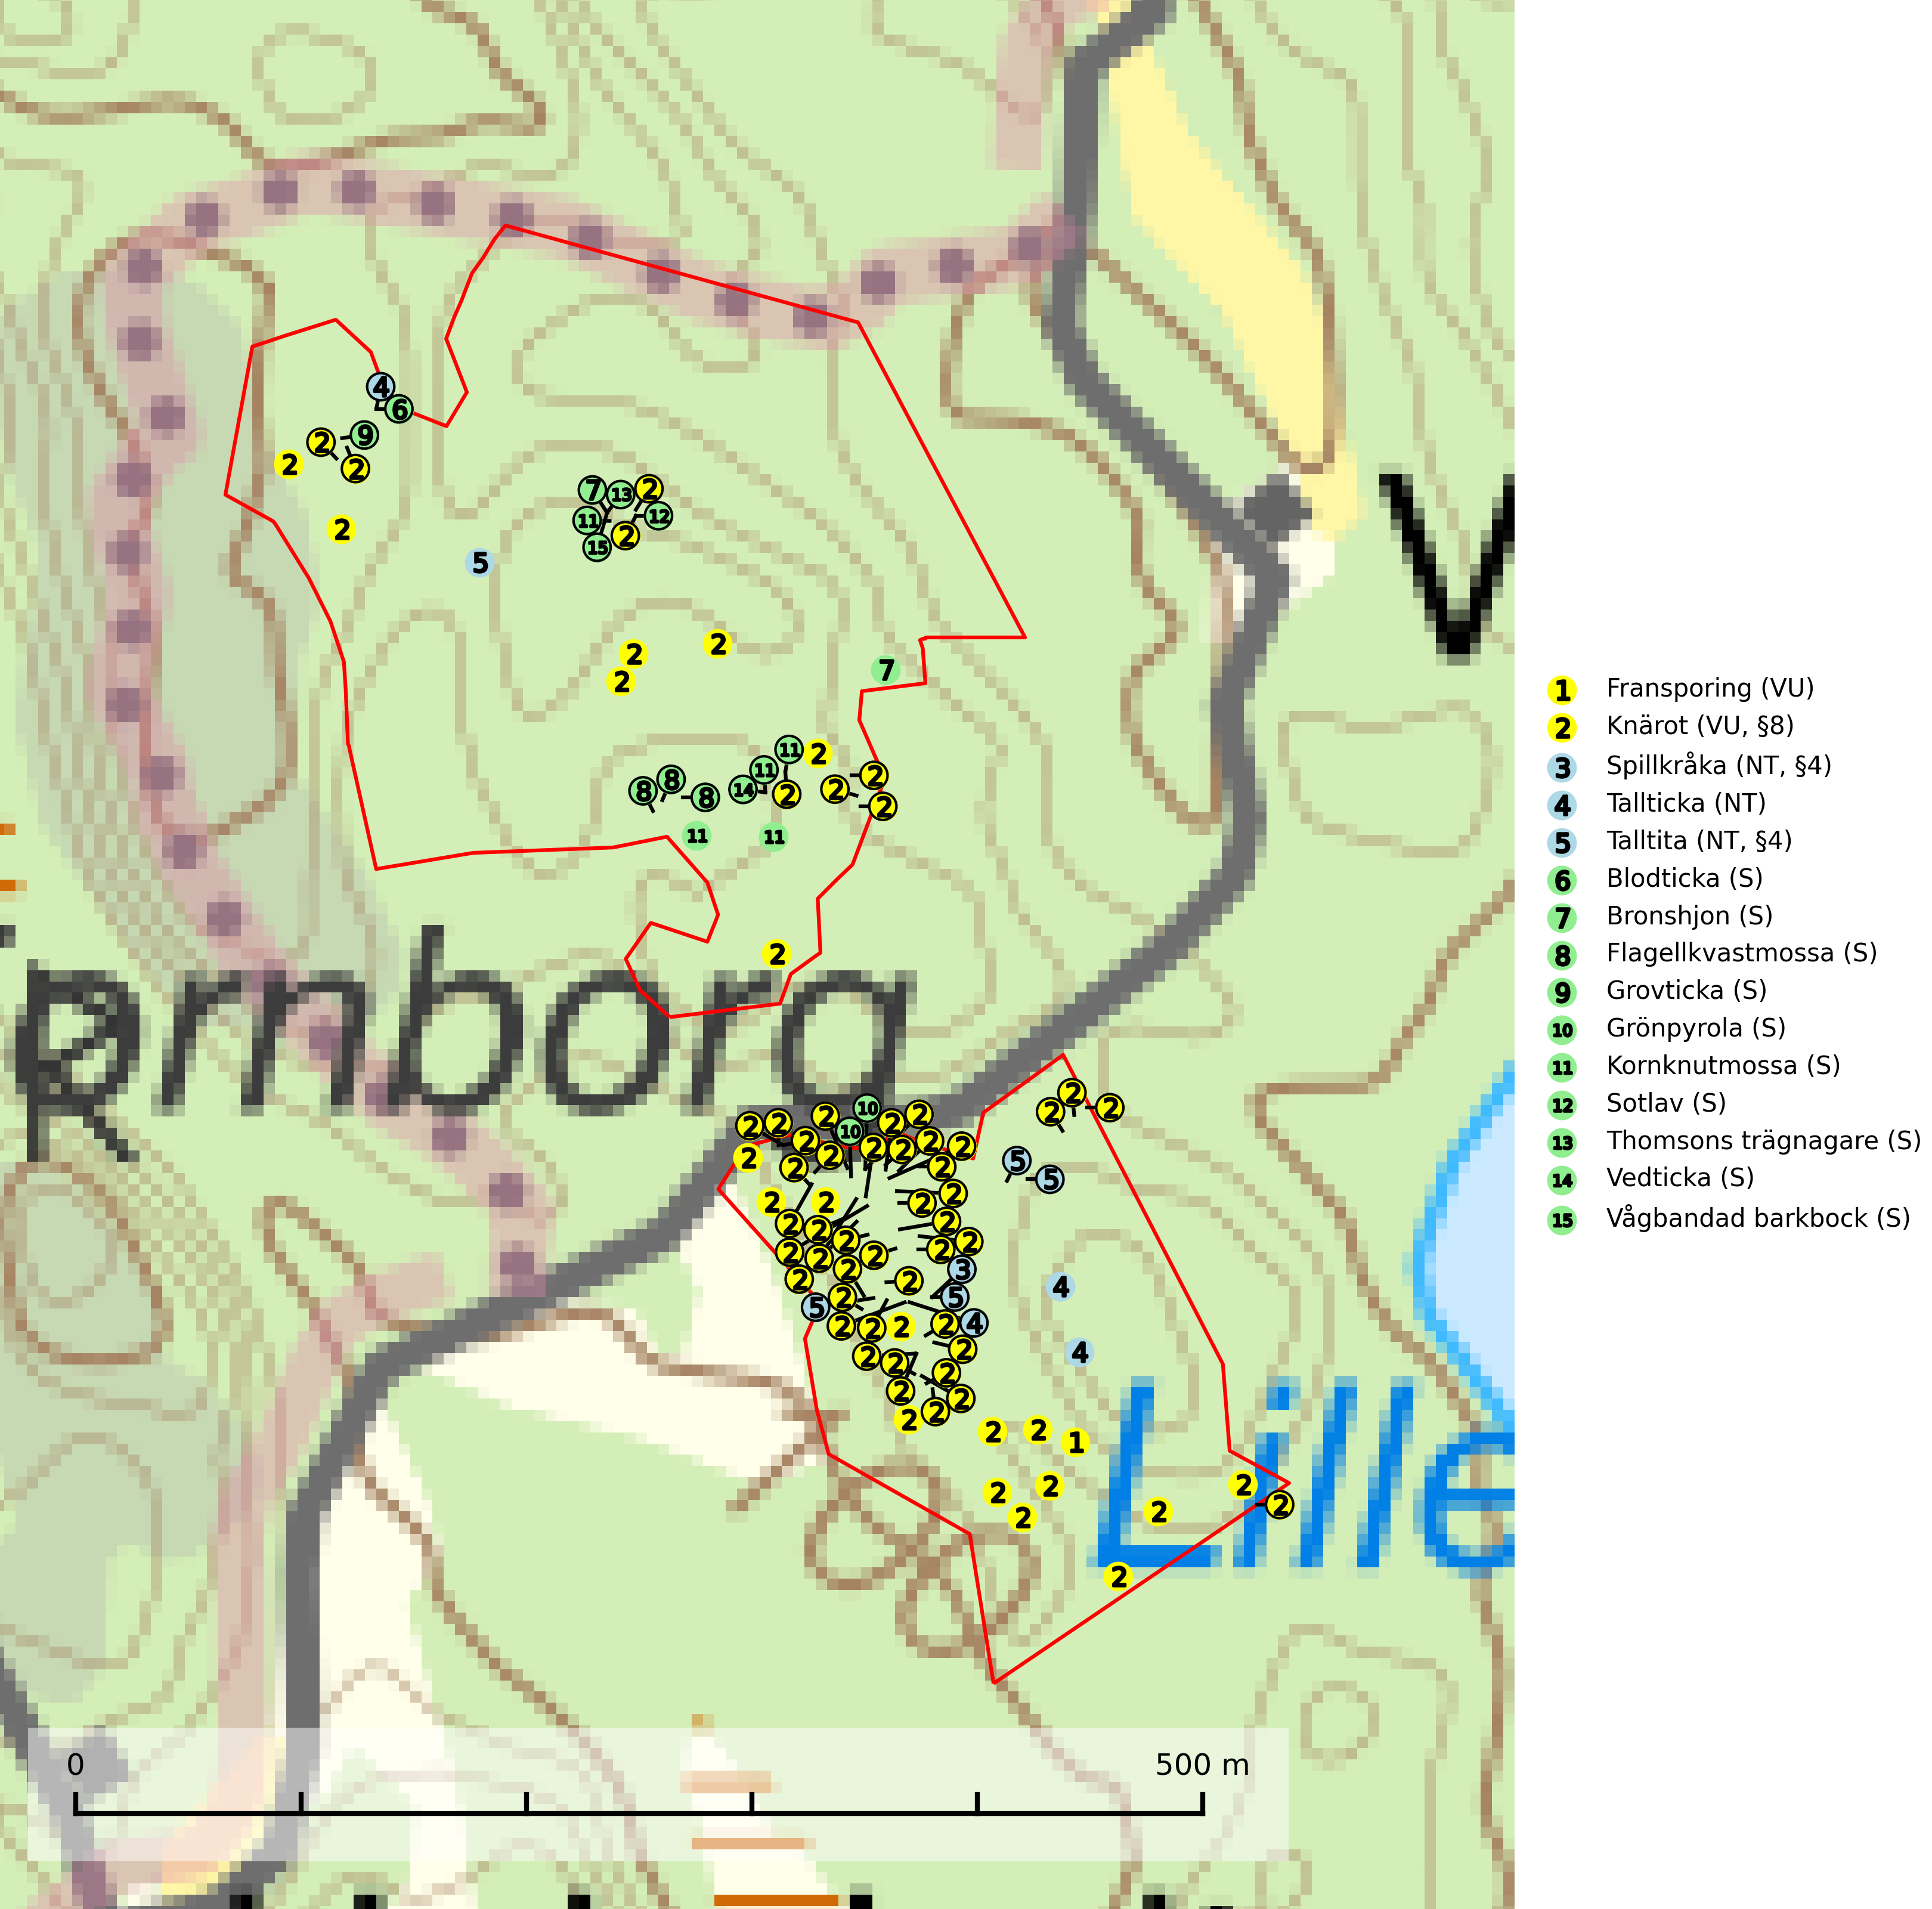 V
ernborg
Lille
0
500 m
1 Fransporing (VU)
2 Knärot (VU, §8)
3 Spillkråka (NT, §4)
4 Tallticka (NT)
5 Talltita (NT, §4)
6 Blodticka (S)
7 Bronshjon (S)
8 Flagellkvastmossa (S)
9 Grovticka (S)
10 Grönpyrola (S)
11 Kornknutmossa (S)
12 Sotlav (S)
13 Thomsons trägnagare (S)
14 Vedticka (S)
15 Vågbandad barkbock (S)